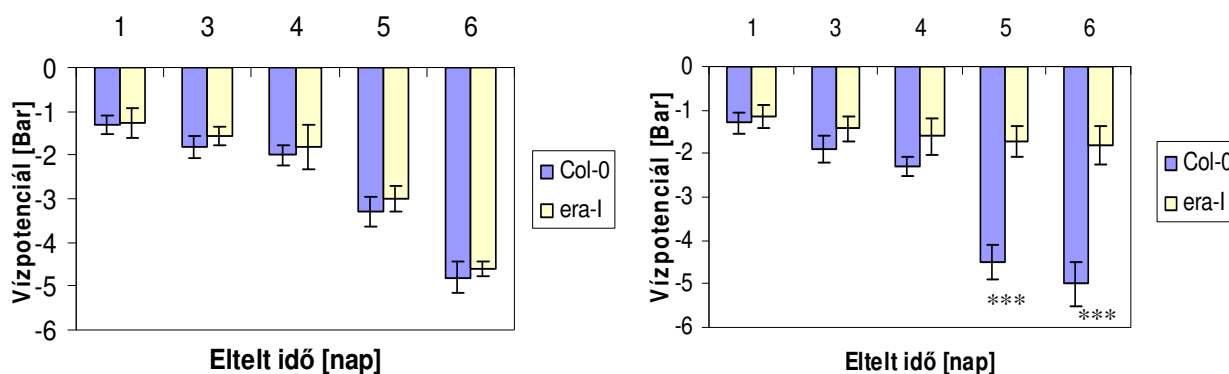 1 3 4 5 6
0
-1
-2
-3
-4
-5
-6
Vízpotenciál [Bar]
Eltelt idő [nap]
Col-0
era-I
1 3 4 5 6
0
-1
-2
-3
-4
-5
-6
Vízpotenciál [Bar]
***
***
Eltelt idő [nap]
Col-0
era-I